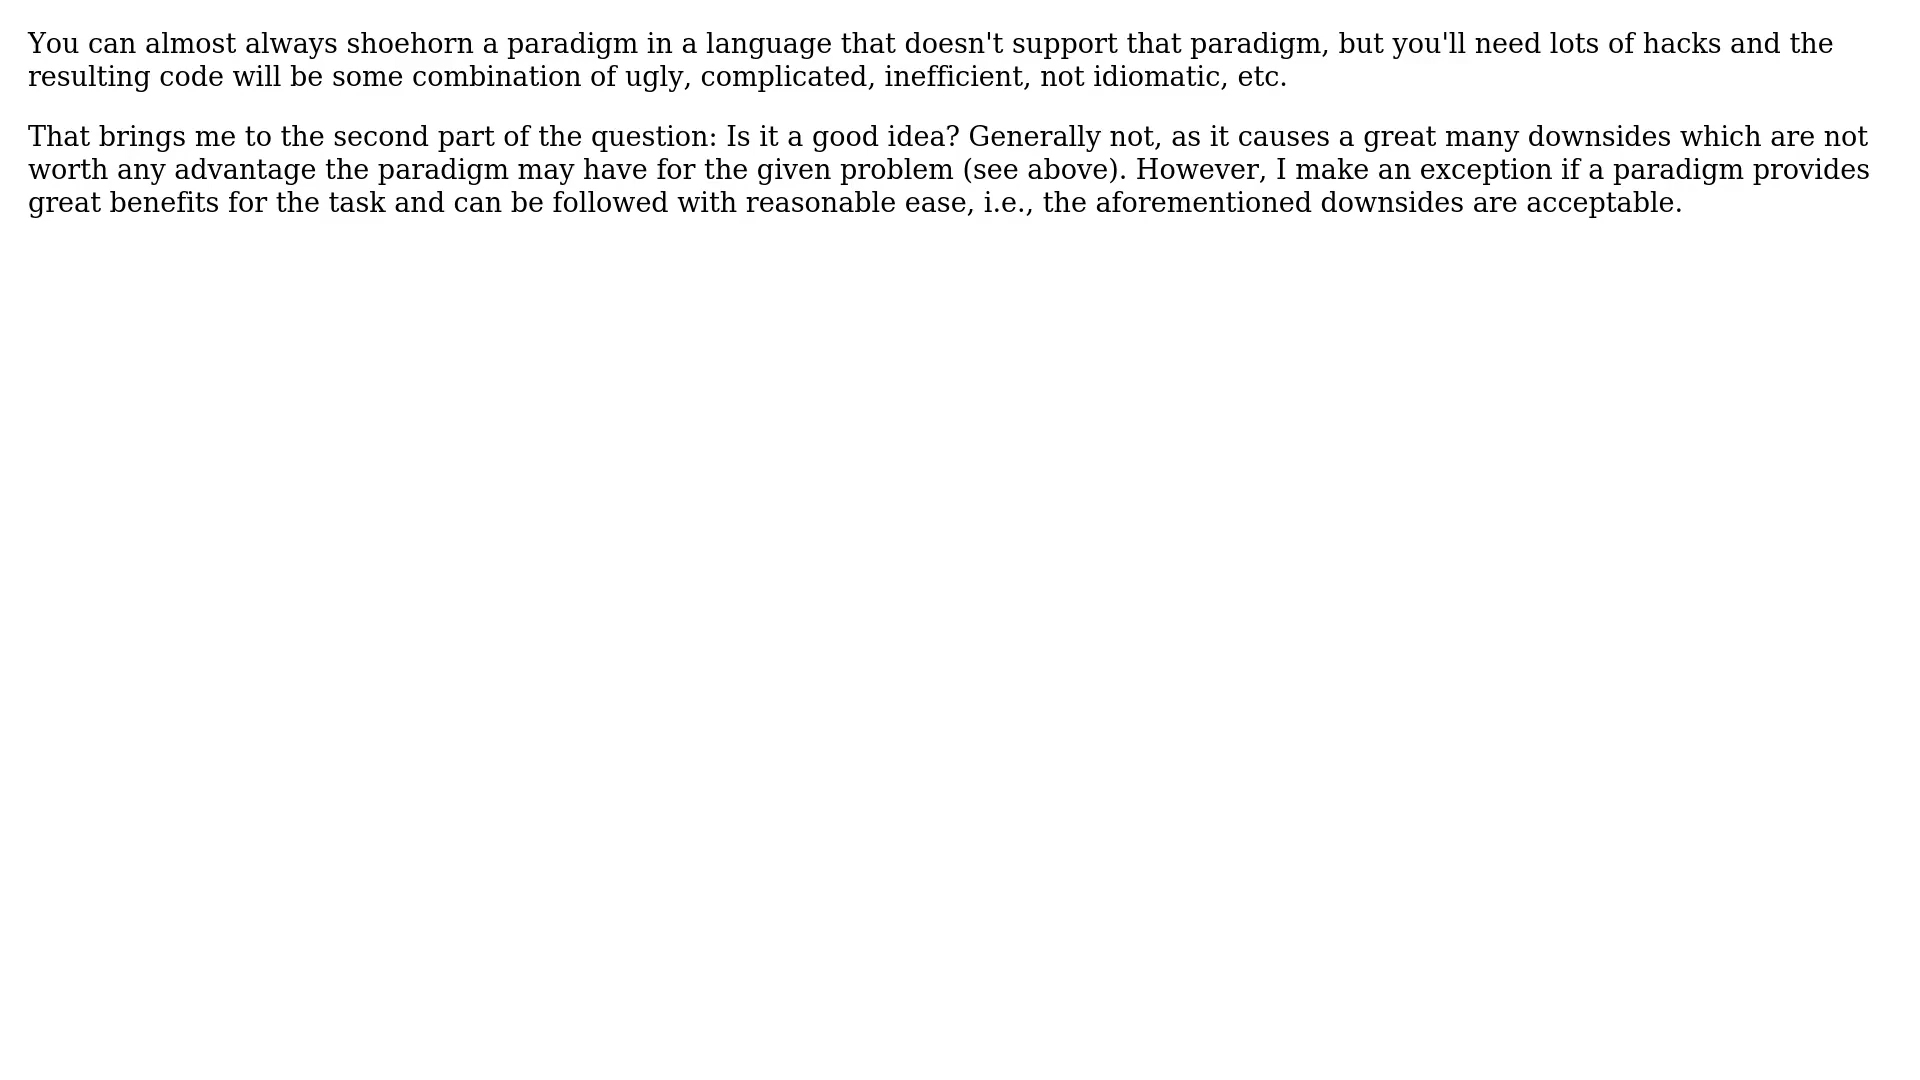 You can almost always shoehorn a paradigm in a language that doesn't support that paradigm, but you'll need lots of hacks and the
resulting code will be some combination of ugly, complicated, inefficient, not idiomatic, etc.
That brings me to the second part of the question: Is it a good idea? Generally not, as it causes a great many downsides which are not
worth any advantage the paradigm may have for the given problem (see above). However, I make an exception if a paradigm provides
great benefits for the task and can be followed with reasonable ease, i.e., the aforementioned downsides are acceptable.